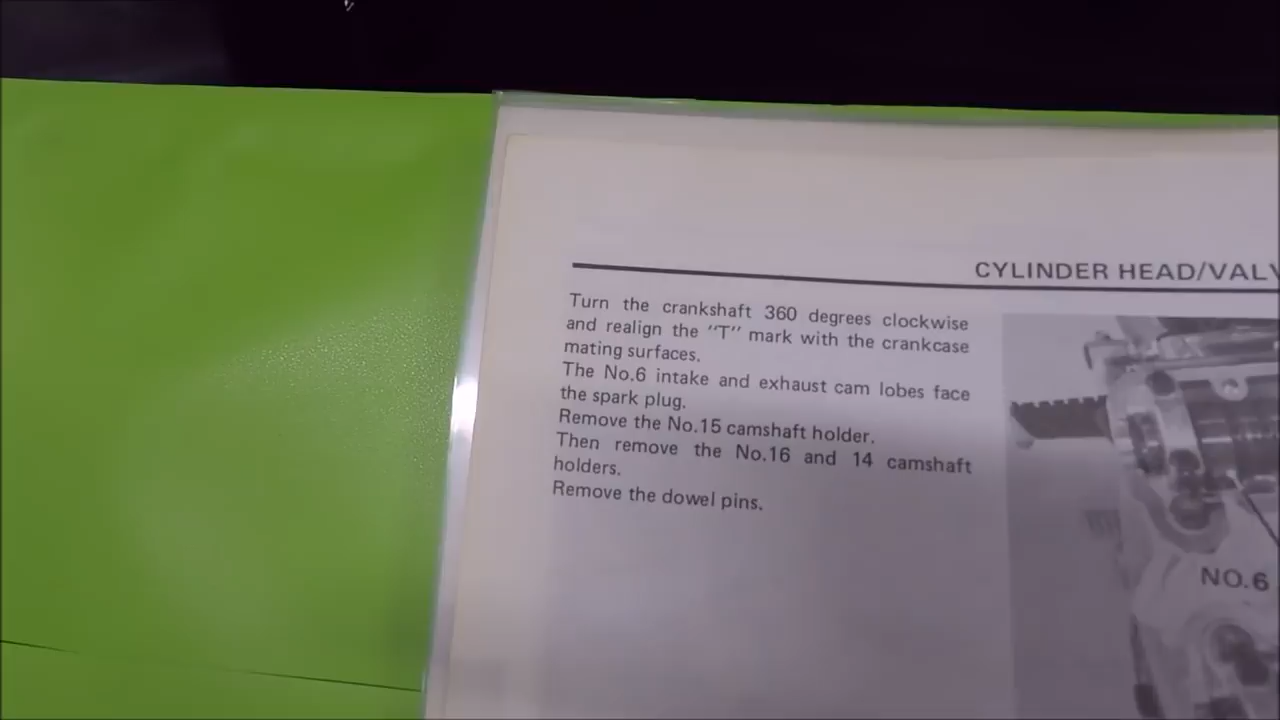 CYLINDER HEAD/VALV
Turn the crankshaft 360 degrees clockwise
and realign the "T" mark with the crankcase
mating surfaces.
The No.6 intake and exhaust cam lobes face
the spark plug.
Remove the No.15 camshaft holder.
Then remove the No.16 and 14 camshaft
holders.
Remove the dowel pins.
NO.6